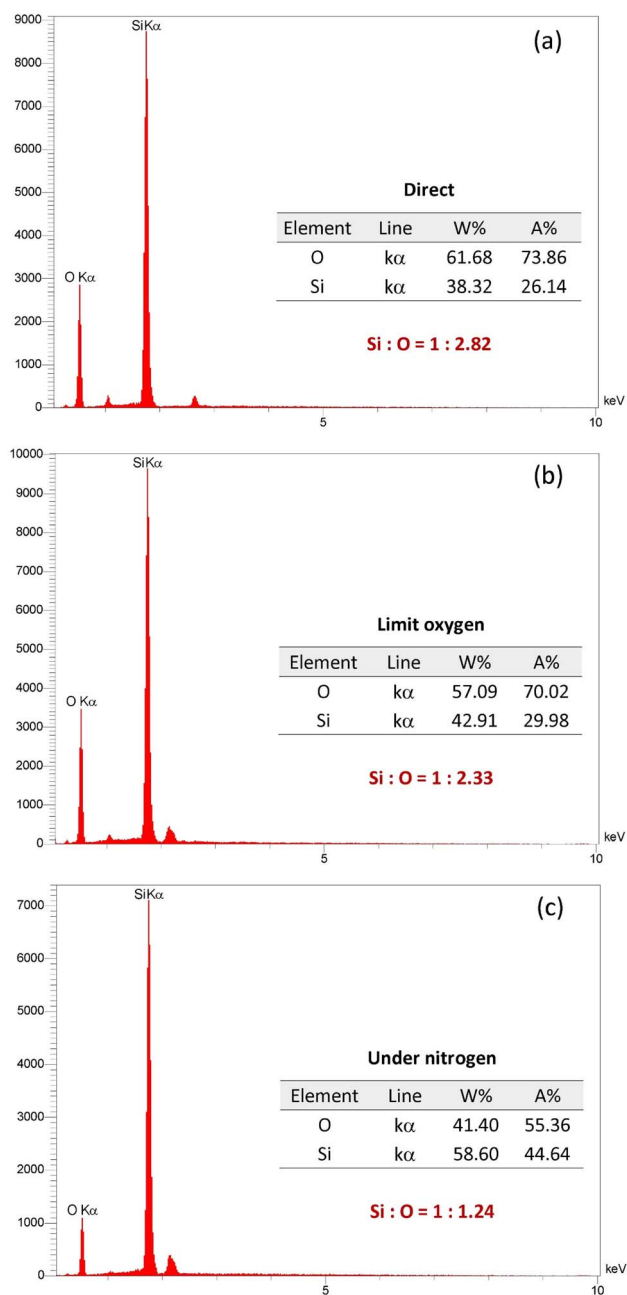 9000
SiKα
(a)
8000
7000
6000
5000
Direct
Element Line W% A%
4000
O kα 61.68 73.86
Si kα 38.32 26.14
3000
O Kα
Si : O = 1 : 2.82
2000
1000
0
5
10
keV
10000
SiKα
(b)
9000
8000
7000
6000
Limit oxygen
5000
Element Line W% A%
4000
O kα 57.09 70.02
Si kα 42.91 29.98
O Kα
3000
Si : O = 1 : 2.33
2000
1000
0
5
10
keV
SiKα
(c)
7000
6000
5000
4000
Under nitrogen
Element Line W% A%
3000
O kα 41.40 55.36
Si kα 58.60 44.64
2000
O Kα
Si : O = 1 : 1.24
1000
0
5
10
keV